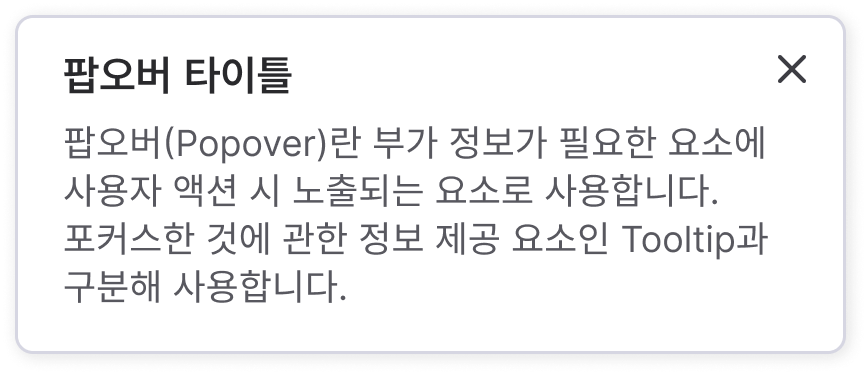 팝오버 타이틀
팝오버(Popover)란 부가 정보가 필요한 요소에
사용자 액션 시 노출되는 요소로 사용합니다.
포커스한 것에 관한 정보 제공 요소인 Tooltip과
구분해 사용합니다.